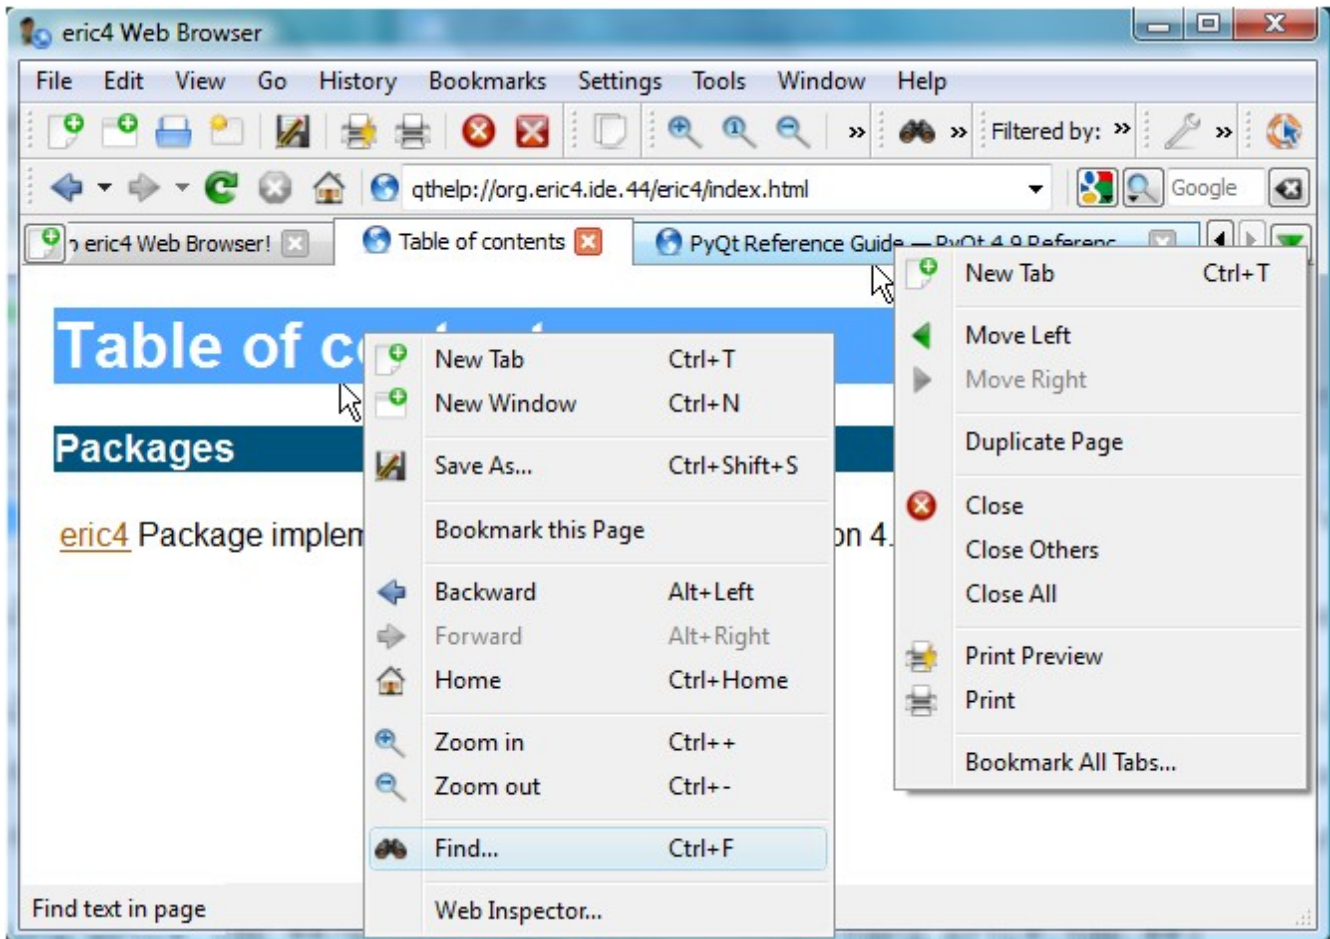 eric4 Web Browser
File Edit View Go History Bookmarks Settings Tools Window Help
Filtered by:
qthelp://org.eric4.ide.44/eric4/index.html Google
eric4 Web Browser! Table of contents PyQt Reference Guide — PyQt 4.9 Referenc
Table of
Packages
eric4 Package
New Tab Ctrl+T
New Window Ctrl+N
Save As... Ctrl+Shift+S
Bookmark this Page
Backward Alt+Left
Forward Alt+Right
Home Ctrl+Home
Zoom in Ctrl++
Zoom out Ctrl+-
Find... Ctrl+F
Web Inspector...
New Tab Ctrl+T
Move Left
Move Right
Duplicate Page
Close
Close Others
Close All
Print Preview
Print
Bookmark All Tabs...
Find text in page